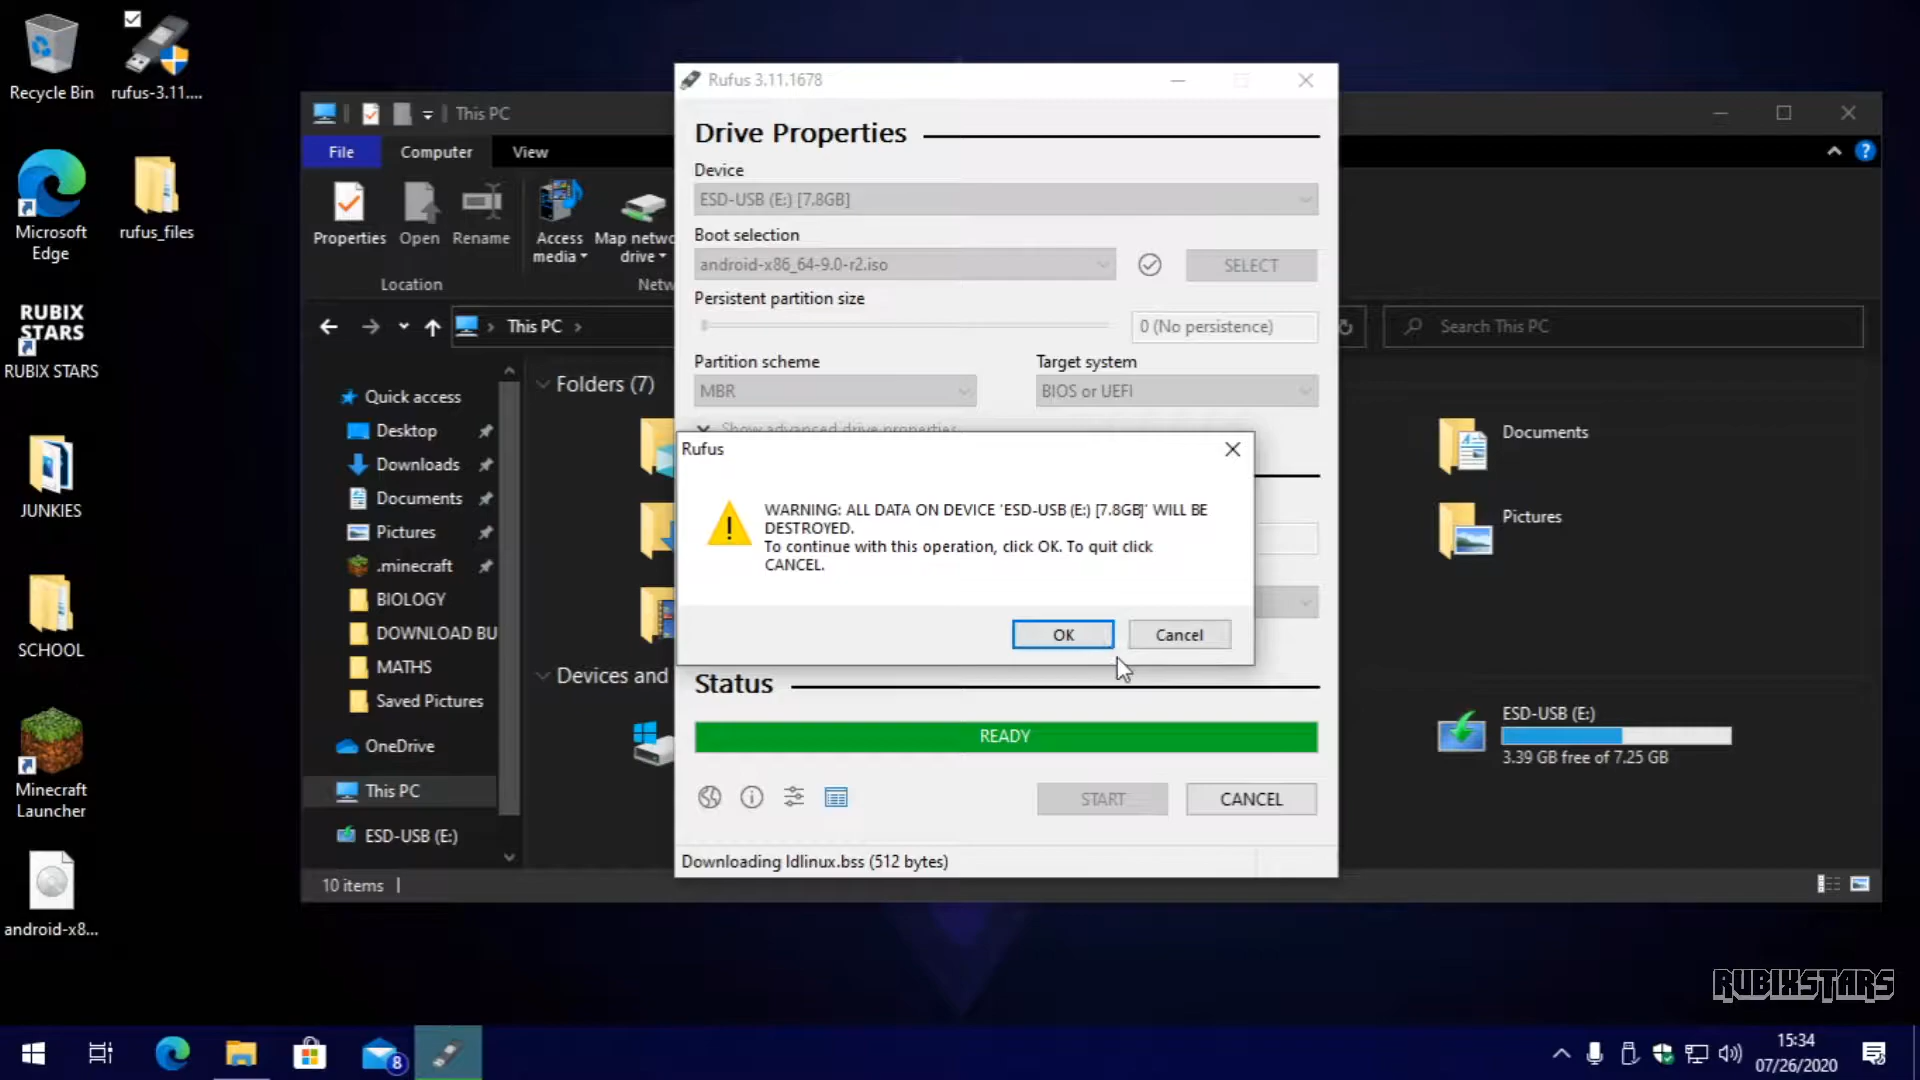 Recycle Bin
rufus-3.11....
Microsoft
Edge
rufus_files
RUBIX
STARS
RUBIX STARS
JUNKIES
SCHOOL
Minecraft
Launcher
android-x8...
This PC
File
Computer
View
Properties
Open
Rename
Access
media
Map netwo
drive
Location
Netw
This PC
Search This PC
Quick access
Desktop
Downloads
Documents
Pictures
.minecraft
BIOLOGY
DOWNLOAD BU
MATHS
Saved Pictures
OneDrive
This PC
ESD-USB (E:)
Folders (7)
Devices and
Documents
Pictures
ESD-USB (E:)
3.39 GB free of 7.25 GB
10 items
Rufus 3.11.1678
Drive Properties
Device
ESD-USB (E:) [7.8GB]
Boot selection
android-x86_64-9.0-r2.iso
SELECT
Persistent partition size
0 (No persistence)
Partition scheme
Target system
MBR
BIOS or UEFI
Show advanced drive properties
Rufus
WARNING: ALL DATA ON DEVICE 'ESD-USB (E:) [7.8GB]' WILL BE
DESTROYED.
To continue with this operation, click OK. To quit click
CANCEL.
OK
Cancel
Status
READY
START
CANCEL
Downloading ldlinux.bss (512 bytes)
RUBIXSTARS
8
15:34
07/26/2020